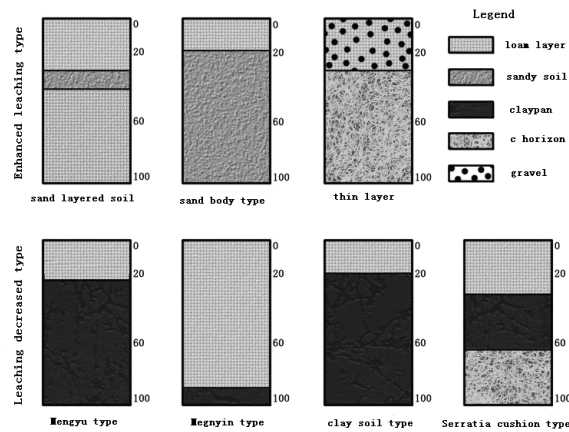 Legend
loam layer
sandy soil
claypan
c horizon
gravel
Enhanced leaching type
0
20
60
100
sand layered soil
0
20
60
100
sand body type
0
20
60
100
thin layer
Leaching decreased type
0
20
60
100
Mengyu type
0
20
60
100
Megnyin type
0
20
60
100
clay soil type
0
20
60
100
Serratia cushion type